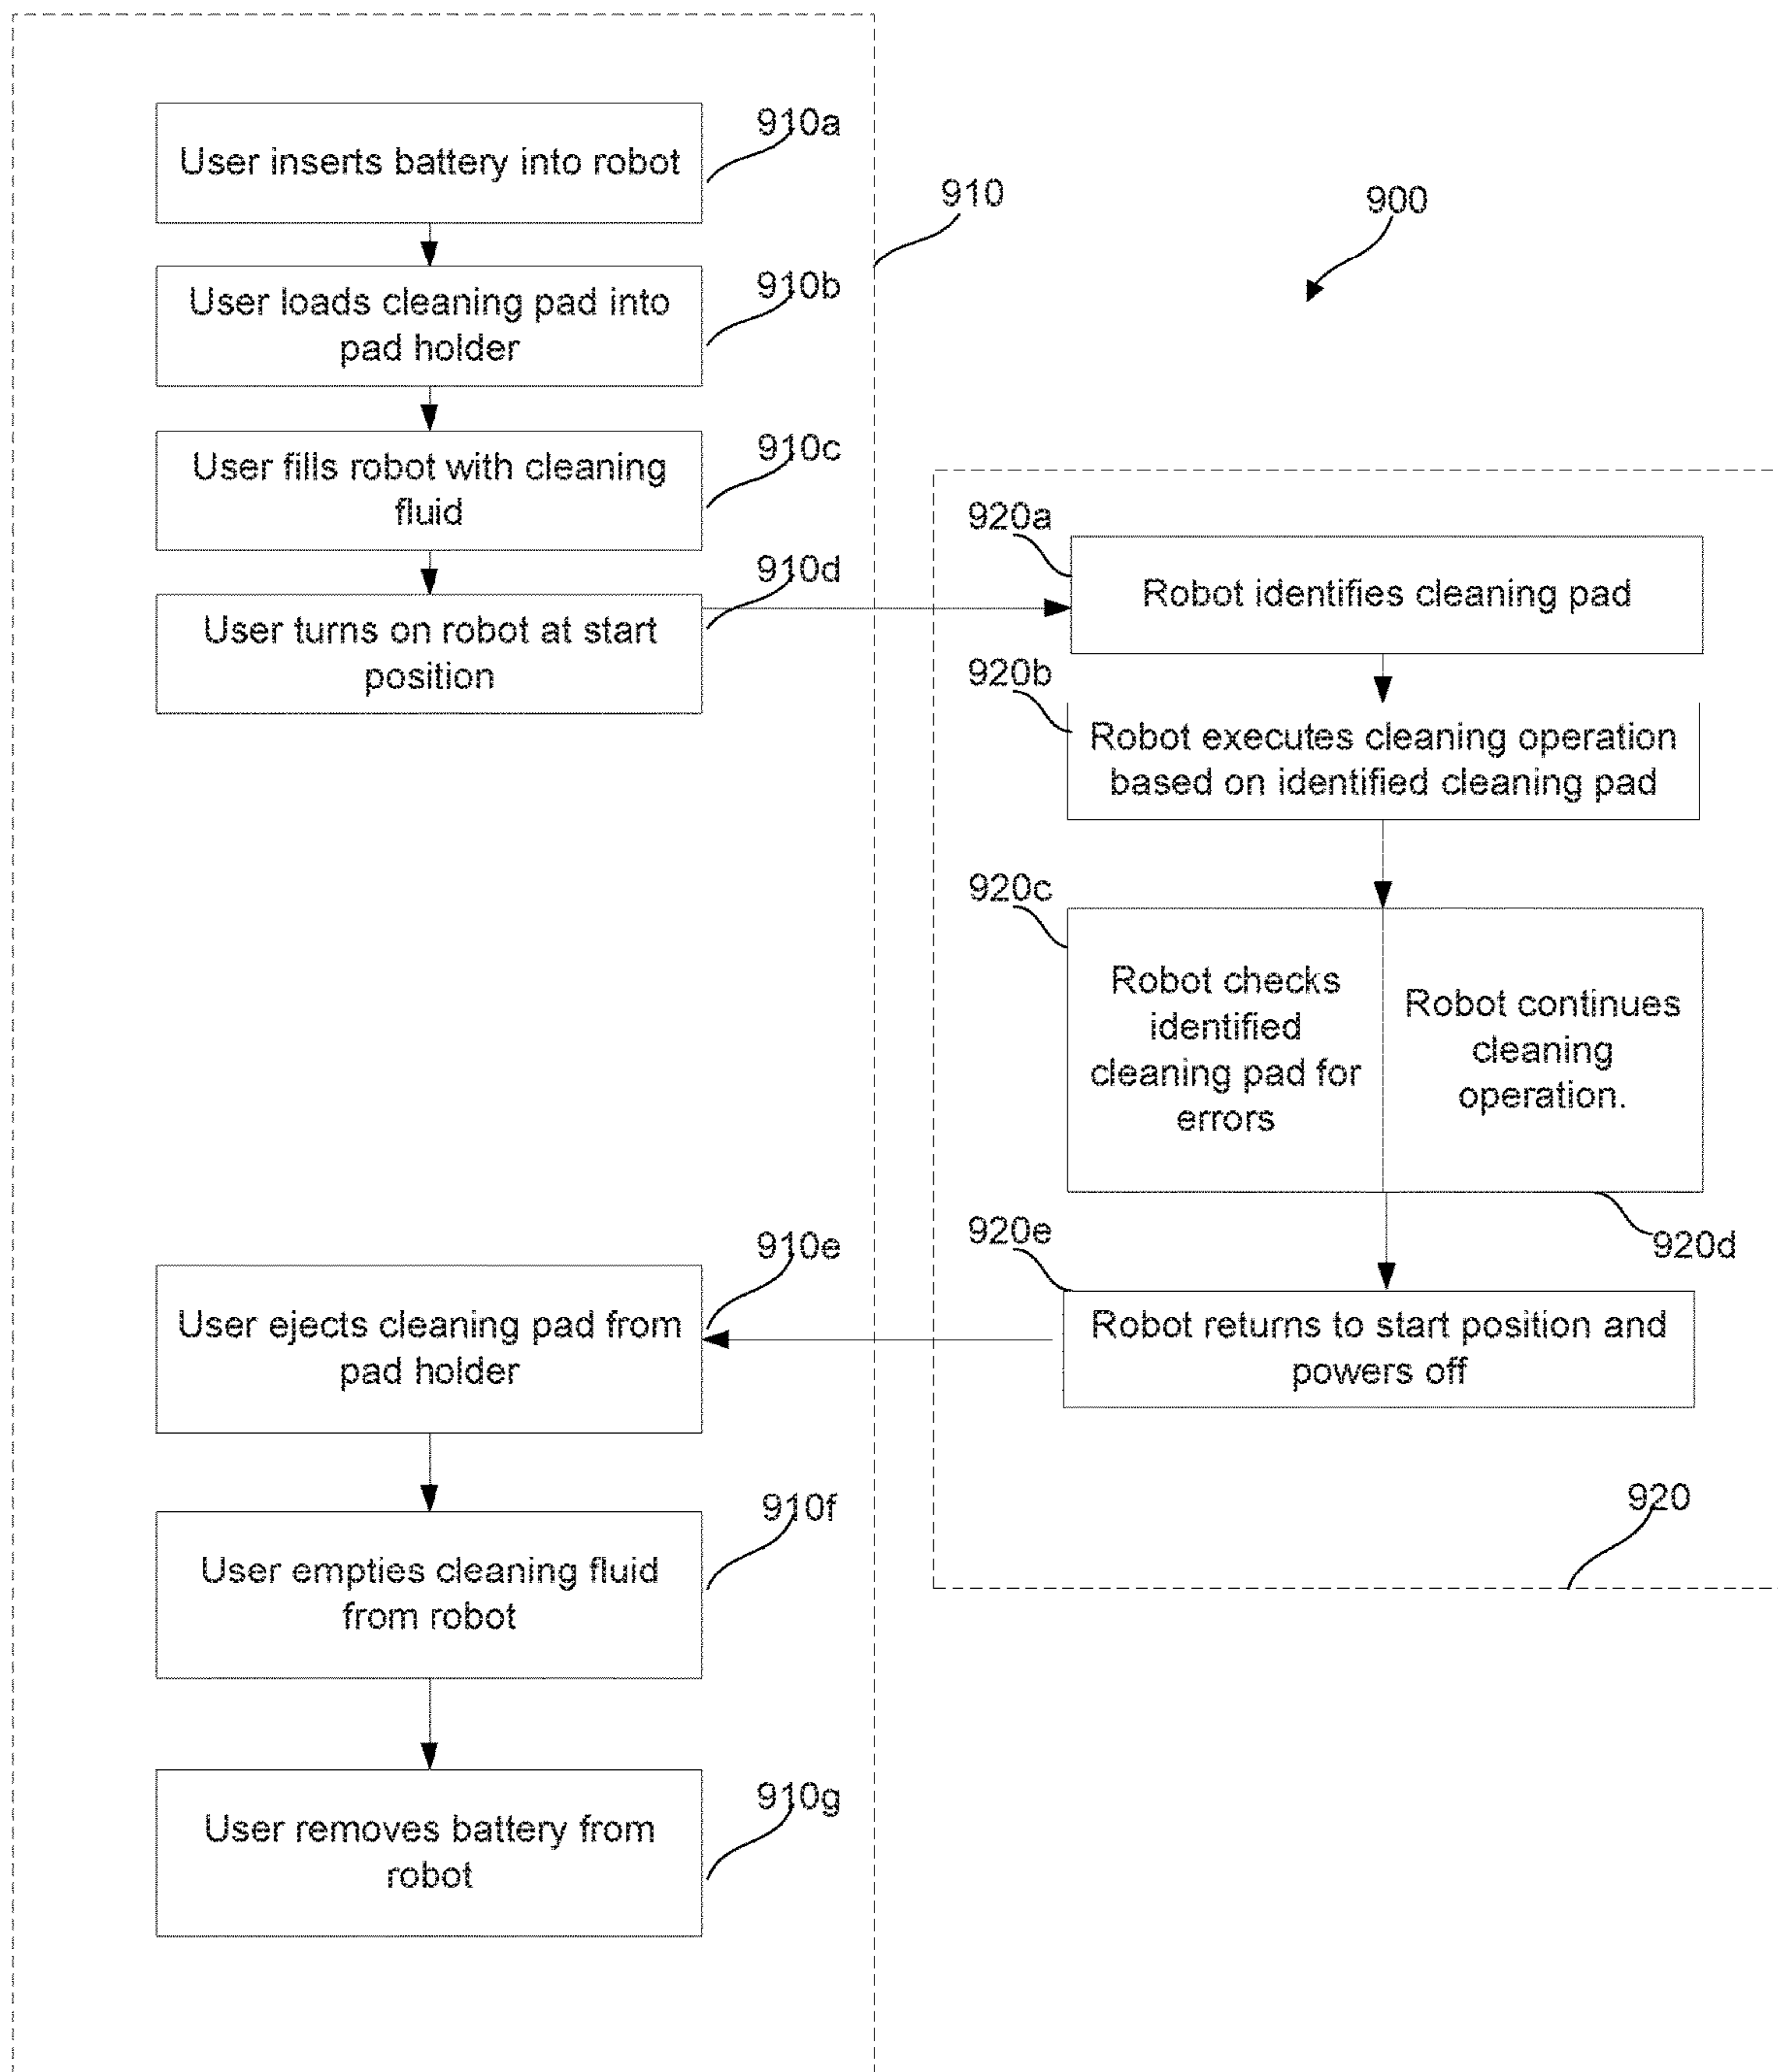 910a
User inserts battery into robot
910
900
910b
User loads cleaning pad into
pad holder
910c
User fills robot with cleaning
fluid
910d
User turns on robot at start
position
920a
Robot identifies cleaning pad
920b
Robot executes cleaning operation
based on identified cleaning pad
920c
Robot checks
identified
cleaning pad for
errors
Robot continues
cleaning
operation.
920d
920e
Robot returns to start position and
powers off
910e
User ejects cleaning pad from
pad holder
920
910f
User empties cleaning fluid
from robot
910g
User removes battery from
robot